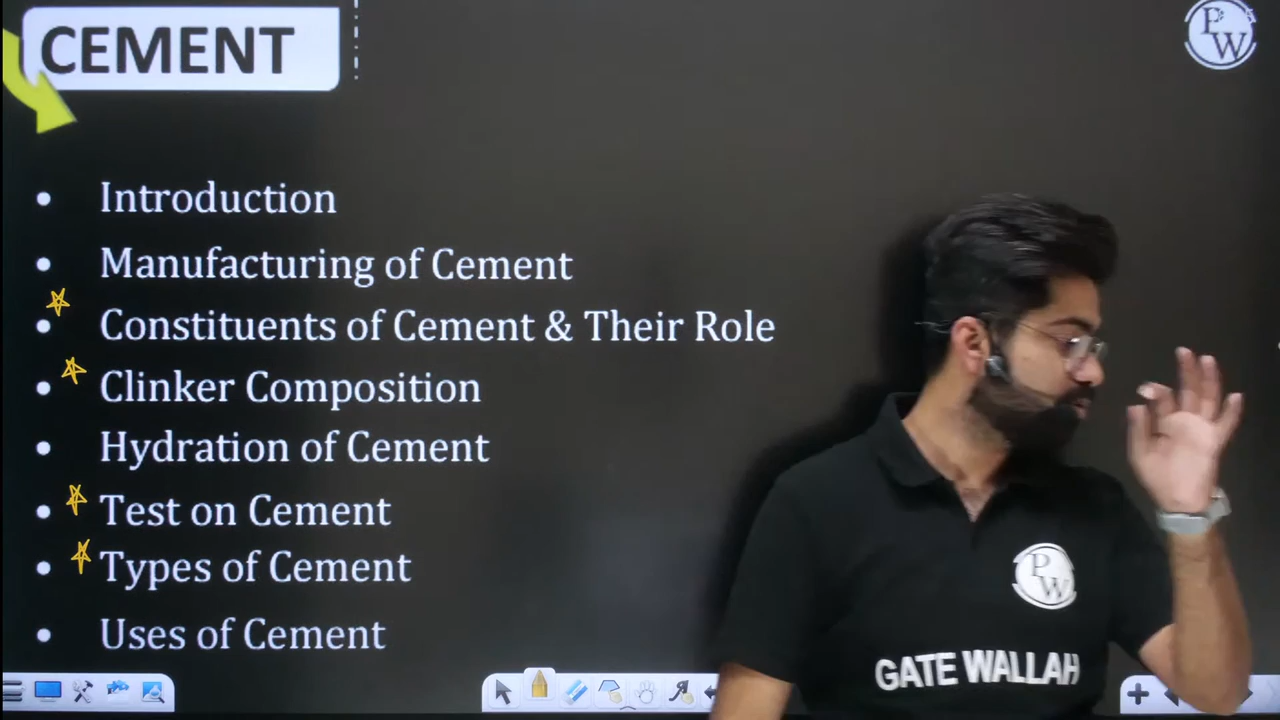 CEMENT
PW
• Introduction
• Manufacturing of Cement
• Constituents of Cement & Their Role
• Clinker Composition
• Hydration of Cement
• Test on Cement
• Types of Cement
• Uses of Cement
PW
GATE WALLAH